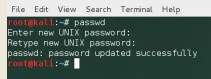 File Edit View Search Terminal Help
root@kali:~# passwd
Enter new UNIX password:
Retype new UNIX password:
passwd: password updated successfully
root@kali:~#